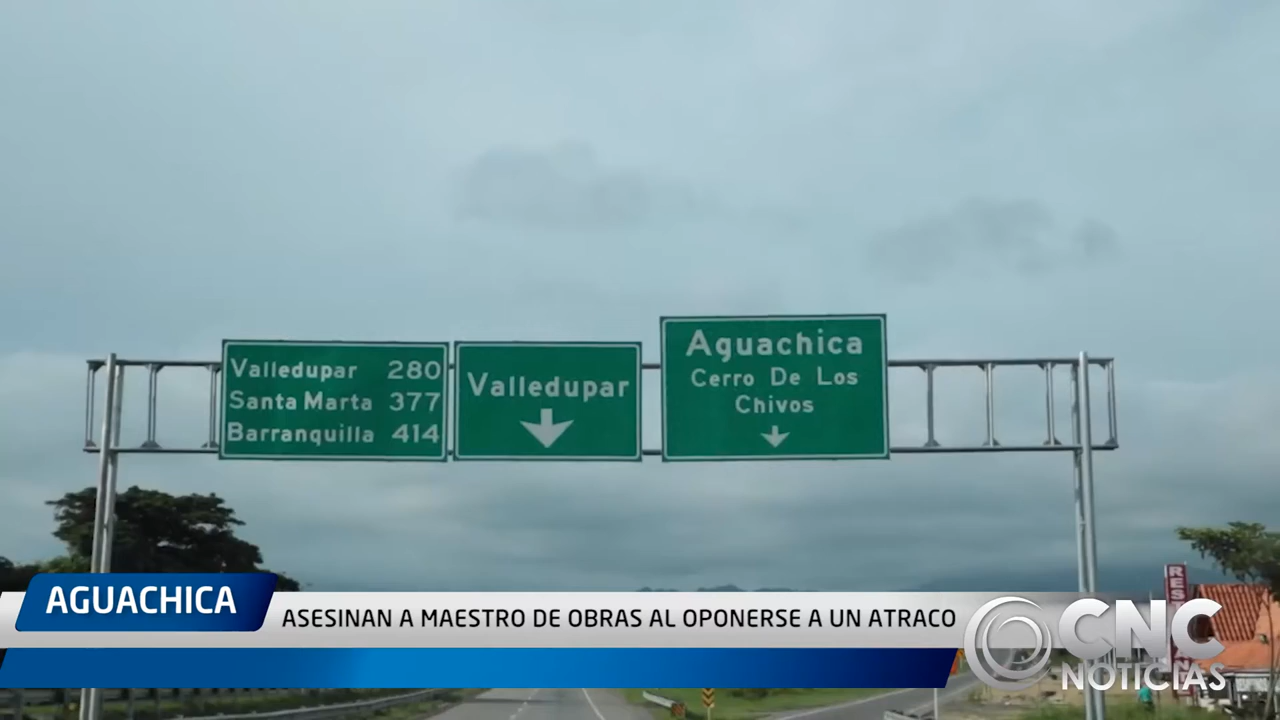 Valledupar 280
Santa Marta 377
Barranquilla 414
Valledupar
Aguachica
Cerro De Los
Chivos
AGUACHICA
ASESINAN A MAESTRO DE OBRAS AL OPONERSE A UN ATRACO
CNC
NOTICIAS